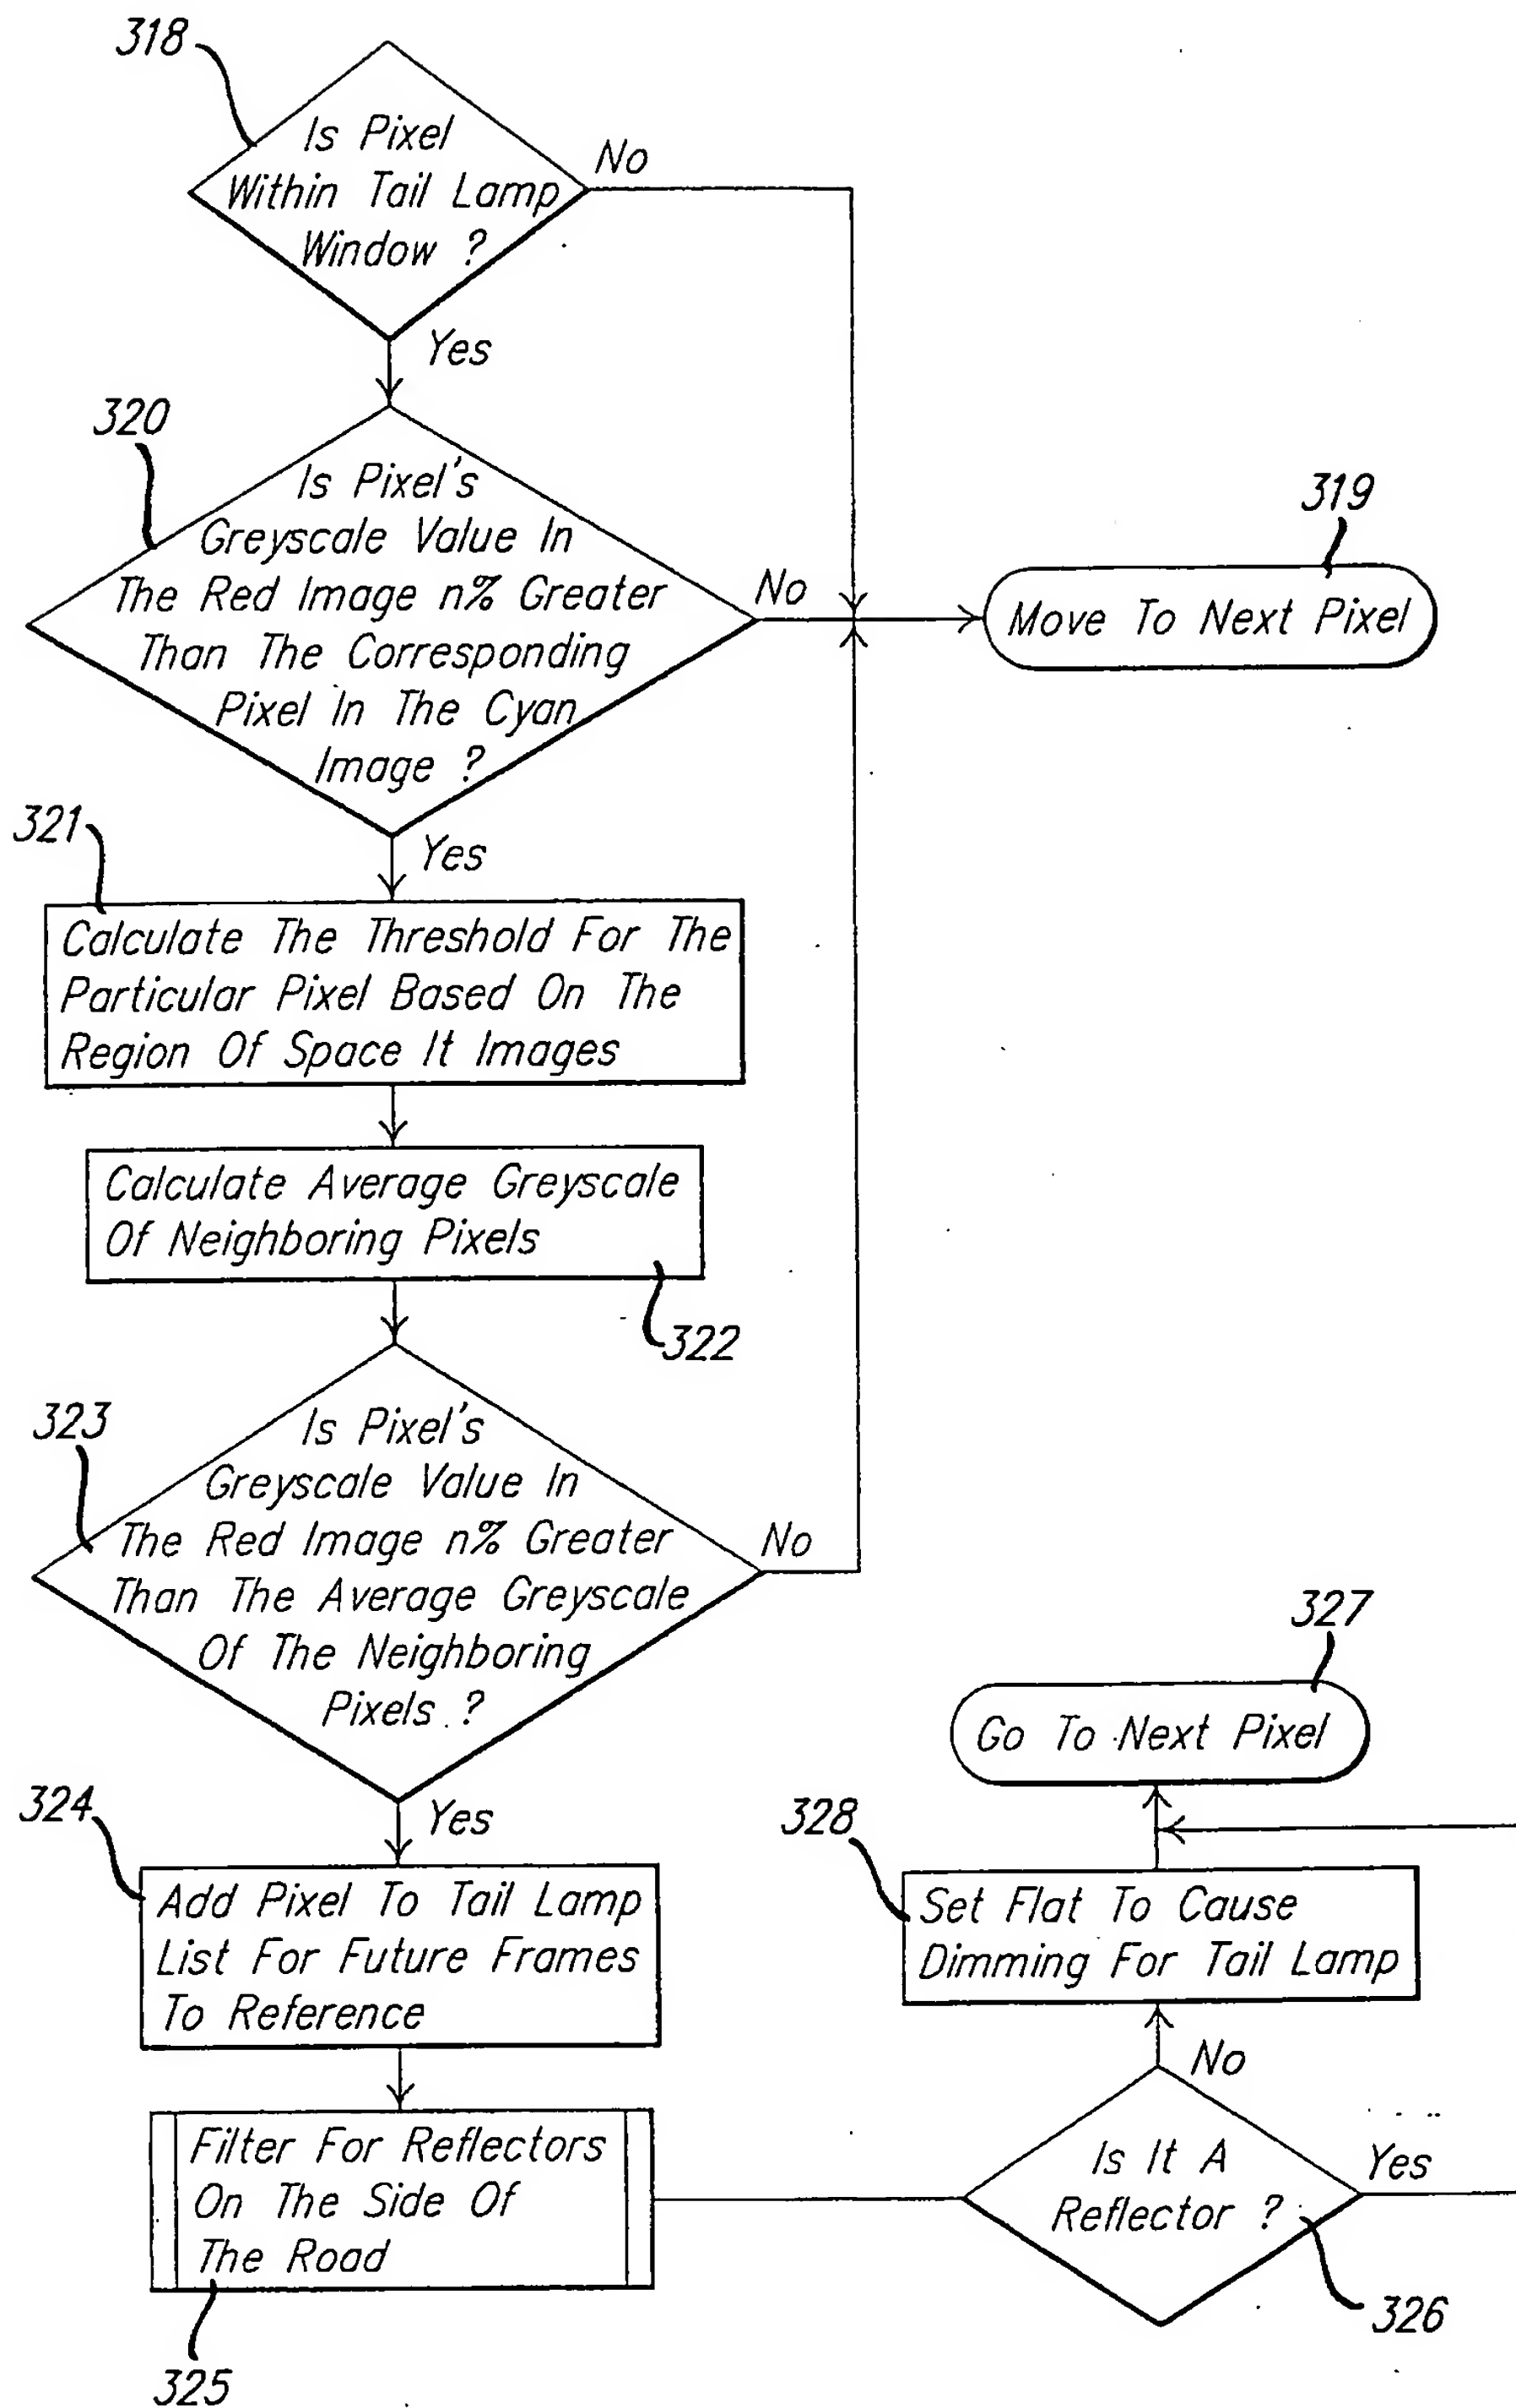 318
Is Pixel
Within Tail Lamp
Window ?
No
Yes
320
Is Pixel's
Greyscale Value In
The Red Image n% Greater
Than The Corresponding
Pixel In The Cyan
Image ?
No
319
Move To Next Pixel
Yes
321
Calculate The Threshold For The
Particular Pixel Based On The
Region Of Space It Images
Calculate Average Greyscale
Of Neighboring Pixels
322
323
Is Pixel's
Greyscale Value In
The Red Image n% Greater
Than The Average Greyscale
Of The Neighboring
Pixels ?
No
Yes
324
Add Pixel To Tail Lamp
List For Future Frames
To Reference
Filter For Reflectors
On The Side Of
The Road
325
327
Go To Next Pixel
328
Set Flat To Cause
Dimming For Tail Lamp
No
Is It A
Reflector ?
Yes
326